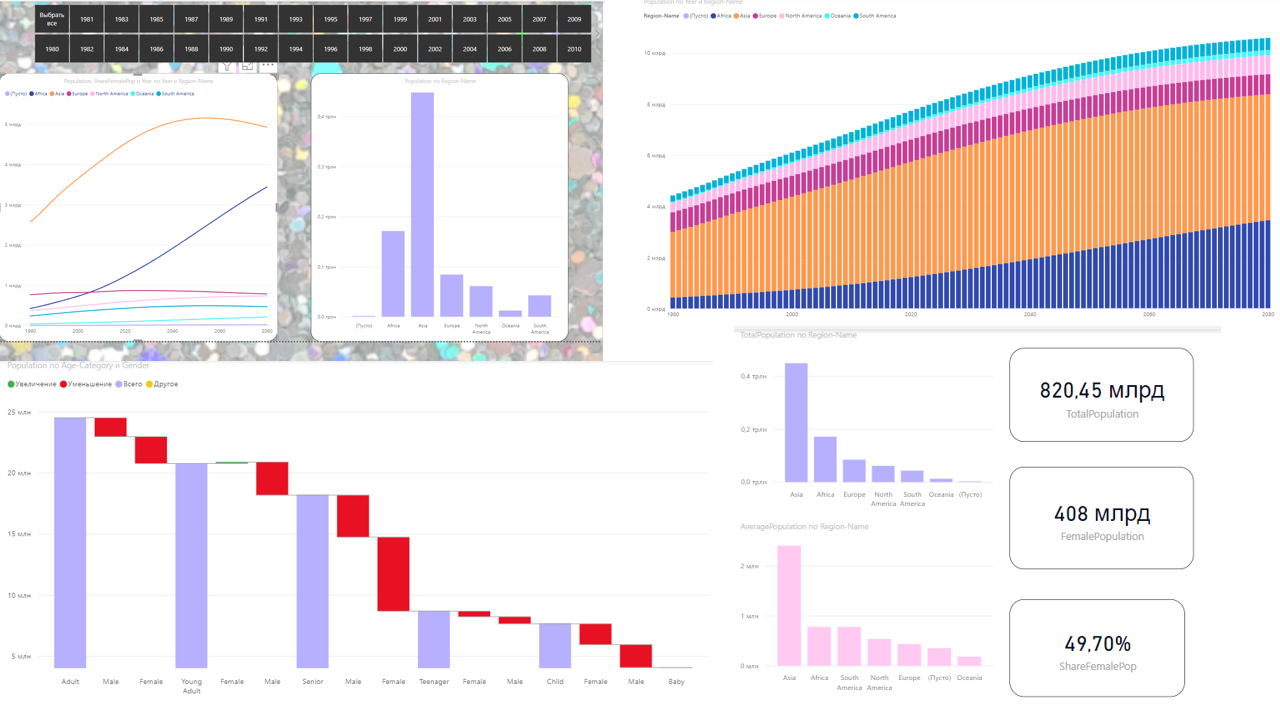 Выбрать все
1981 1983 1985 1987 1989 1991 1993 1995 1997 1999 2001 2003 2005 2007 2009
1980 1982 1984 1986 1988 1990 1992 1994 1996 1998 2000 2002 2004 2006 2008 2010
Population, ShareFemalePop и Year по Year и Region-Name
(Пусто) Africa Asia Europe North America Oceania South America
5 млрд
4 млрд
3 млрд
2 млрд
1 млрд
0 млрд
1980 2000 2020 2040 2060 2080
Population по Region-Name
0.4 трлн
0.3 трлн
0.2 трлн
0.1 трлн
0.0 трлн
(Пусто) Africa Asia Europe North America Oceania South America
Population по Year и Region-Name
Region-Name (Пусто) Africa Asia Europe North America Oceania South America
10 млрд
8 млрд
6 млрд
4 млрд
2 млрд
0 млрд
1980 2000 2020 2040 2060 2080
Population по Age-Category и Gender
Увеличение Уменьшение Всего Другое
25 млн
20 млн
15 млн
10 млн
5 млн
Adult Male Female Young Adult Female Male Senior Male Female Teenager Female Male Child Female Male Baby
TotalPopulation по Region-Name
0,4 трлн
0,2 трлн
0,0 трлн
Asia Africa Europe North America South America Oceania (Пусто)
AveragePopulation по Region-Name
2 млн
1 млн
0 млн
Asia Africa South America North America Europe (Пусто) Oceania
820,45 млрд
TotalPopulation
408 млрд
FemalePopulation
49,70%
ShareFemalePop